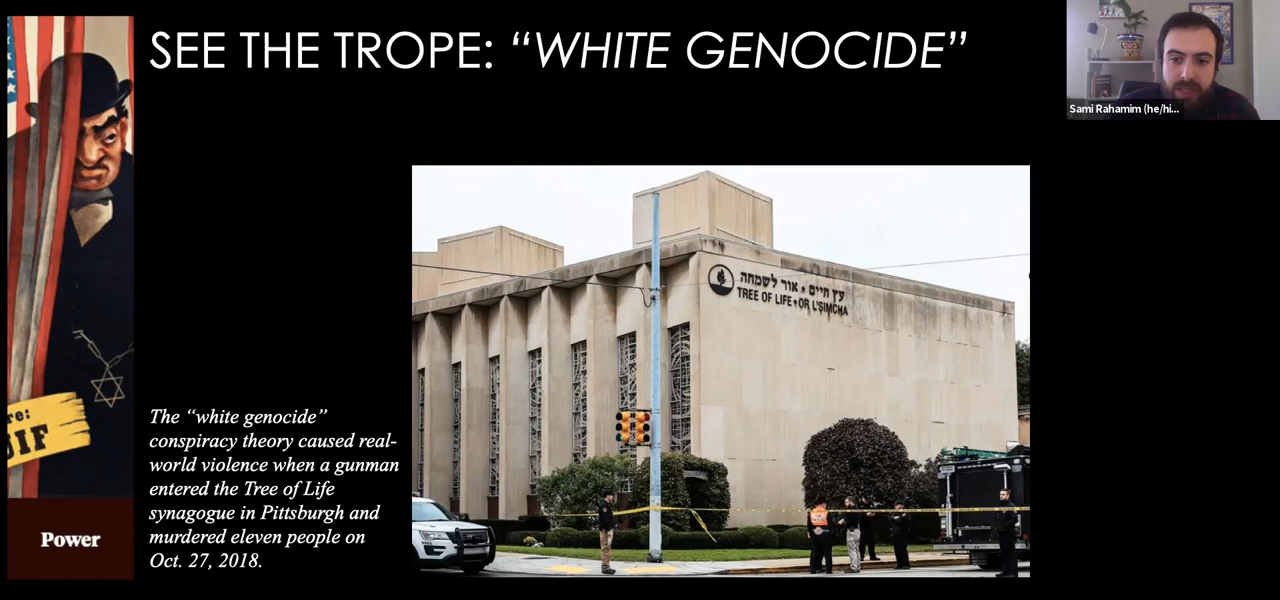 SEE THE TROPE: “WHITE GENOCIDE”
Sami Rahamim (he/hi...
עץ חיים * אור לשמחה
TREE OF LIFE * OR L'SIMCHA
re:
IF
The “white genocide”
conspiracy theory caused real-
world violence when a gunman
entered the Tree of Life
synagogue in Pittsburgh and
murdered eleven people on
Oct. 27, 2018.
Power